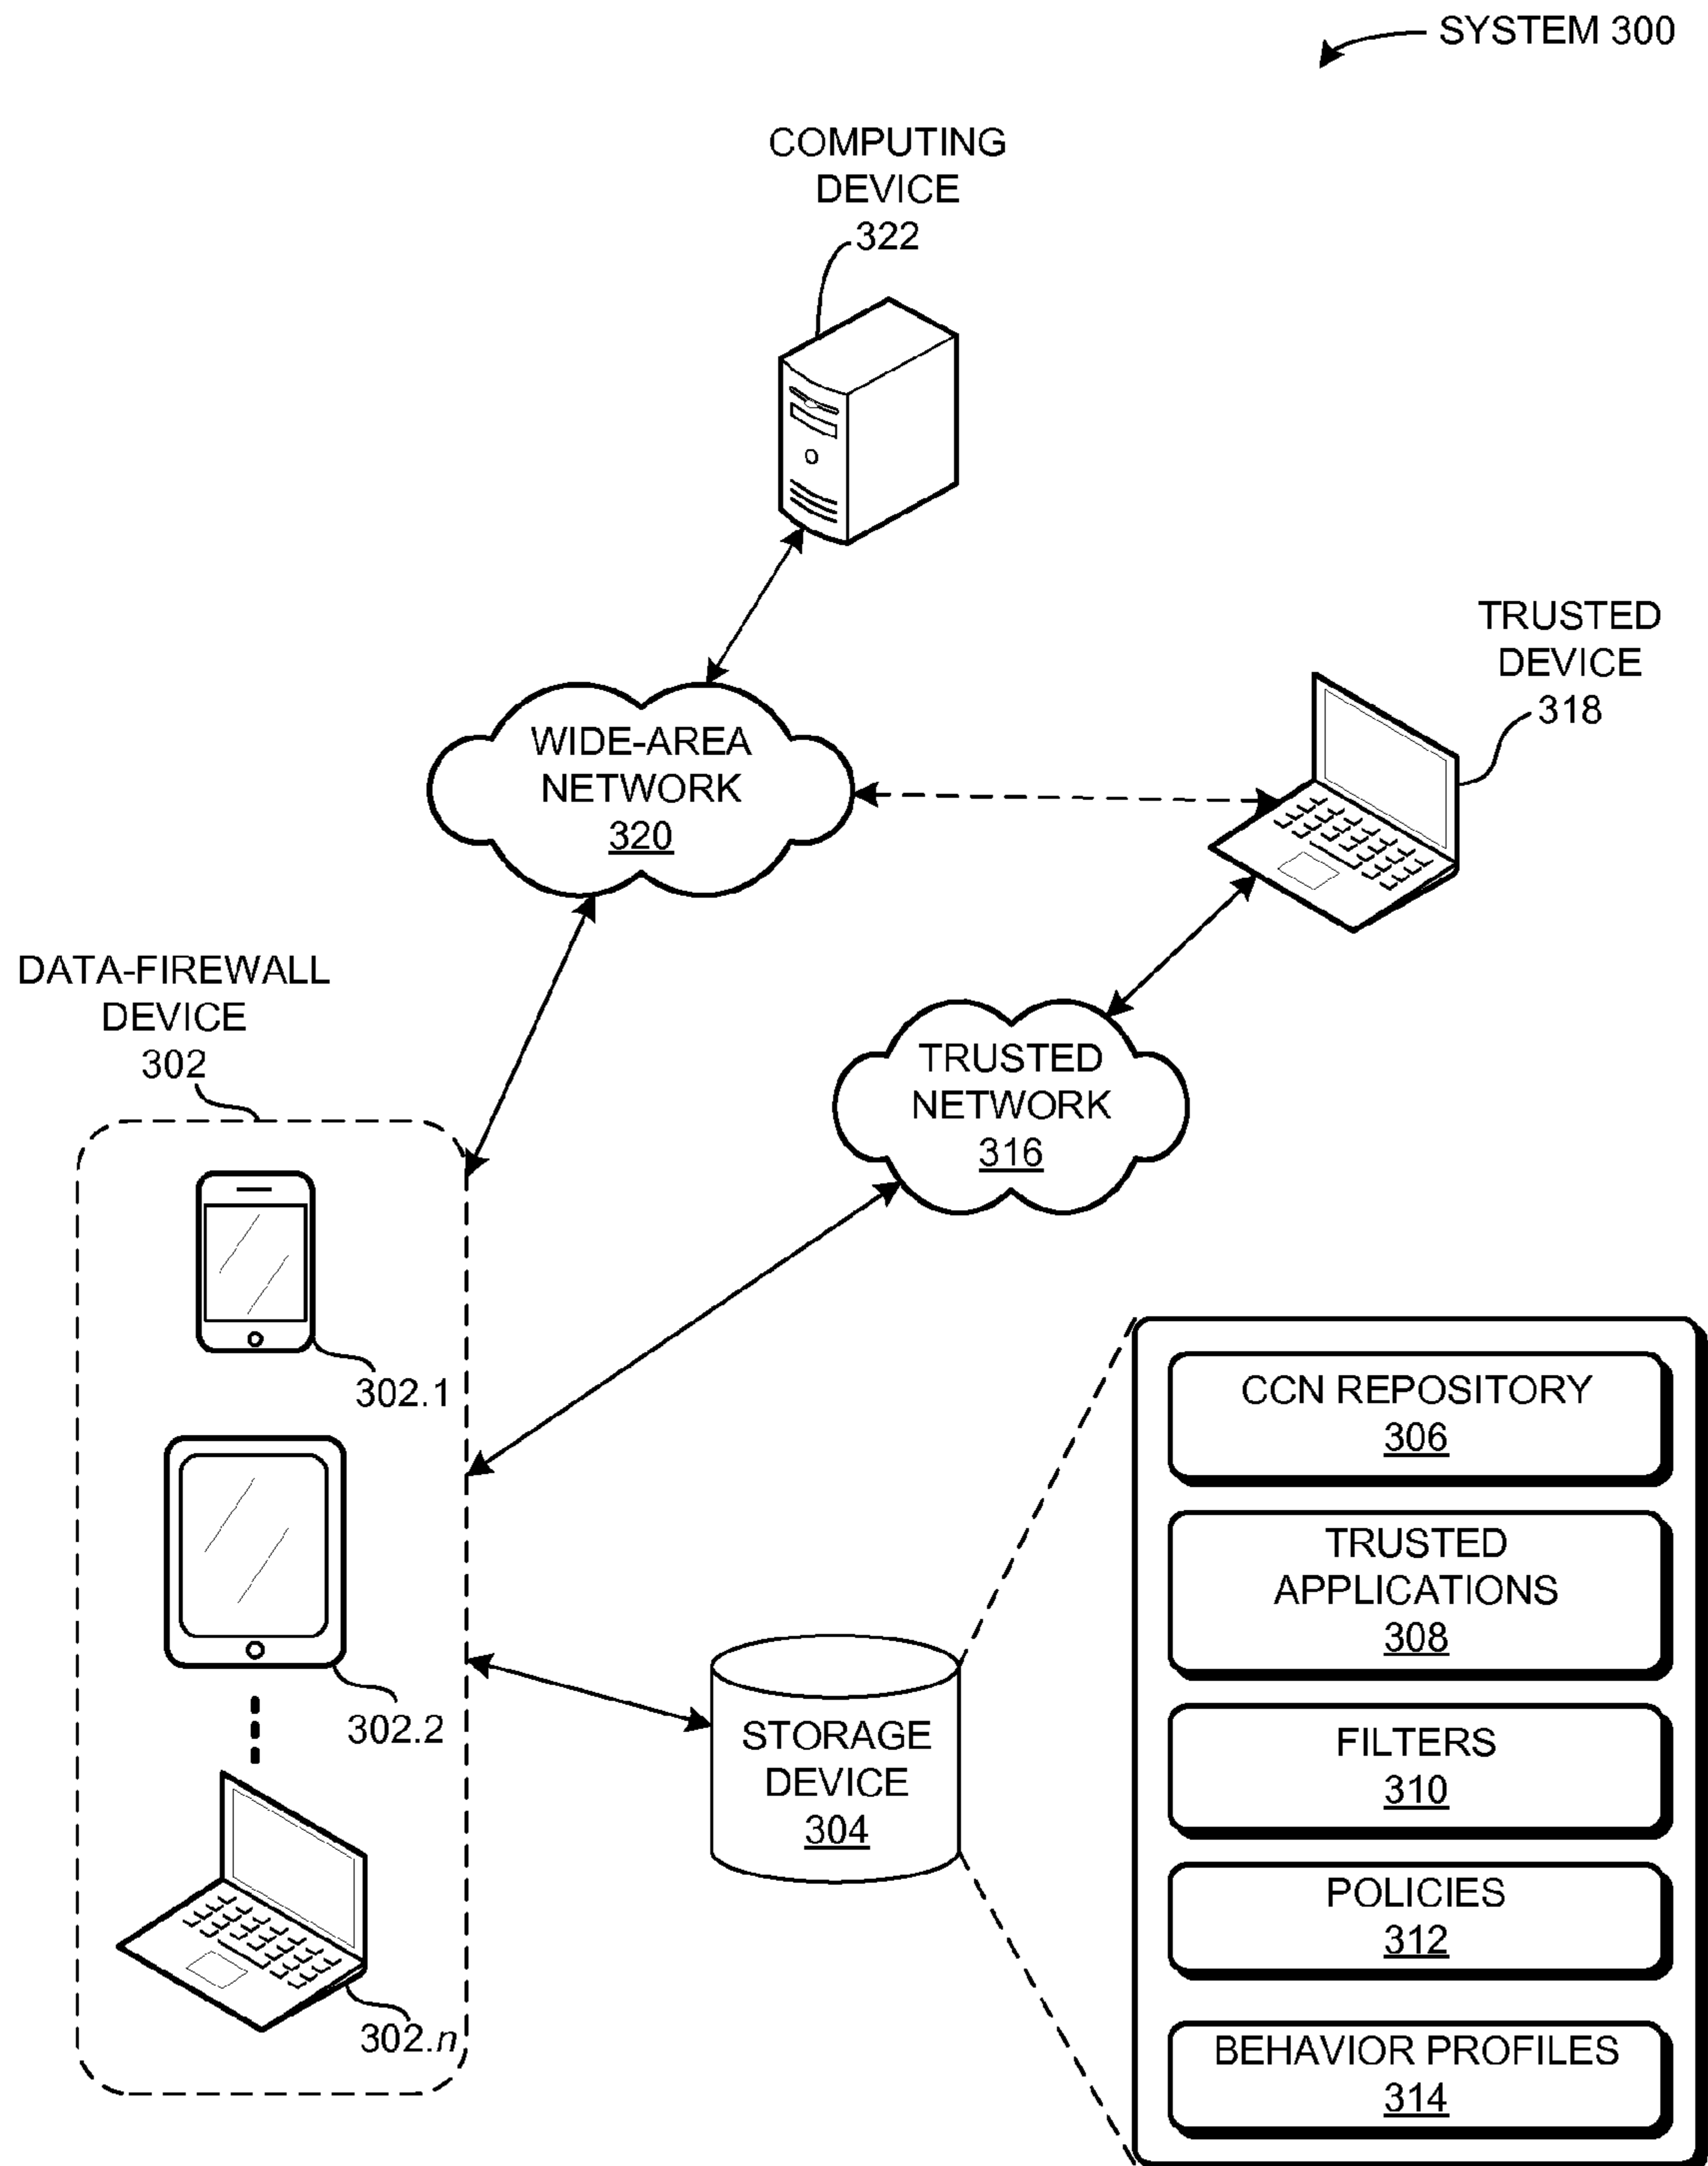 SYSTEM 300
COMPUTING
DEVICE
322
TRUSTED
DEVICE
318
WIDE-AREA
NETWORK
320
DATA-FIREWALL
DEVICE
302
TRUSTED
NETWORK
316
302.1
302.2
302.n
STORAGE
DEVICE
304
CCN REPOSITORY
306
TRUSTED
APPLICATIONS
308
FILTERS
310
POLICIES
312
BEHAVIOR PROFILES
314